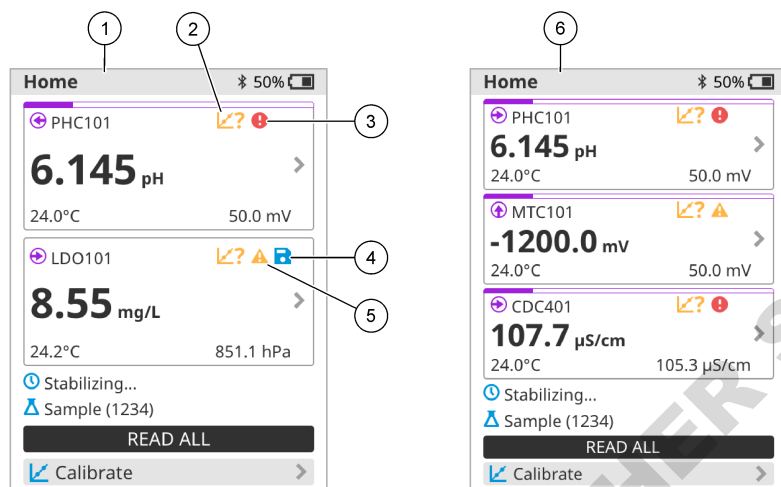 1
2
Home
50%
PHC101
?
3
6.145 pH
24.0°C
50.0 mV
LDO101
?
4
8.55 mg/L
5
24.2°C
851.1 hPa
Stabilizing...
Sample (1234)
READ ALL
Calibrate
6
Home
50%
PHC101
?
6.145 pH
24.0°C
50.0 mV
MTC101
?
-1200.0 mV
24.0°C
50.0 mV
CDC401
?
107.7 µS/cm
24.0°C
105.3 µS/cm
Stabilizing...
Sample (1234)
READ ALL
Calibrate